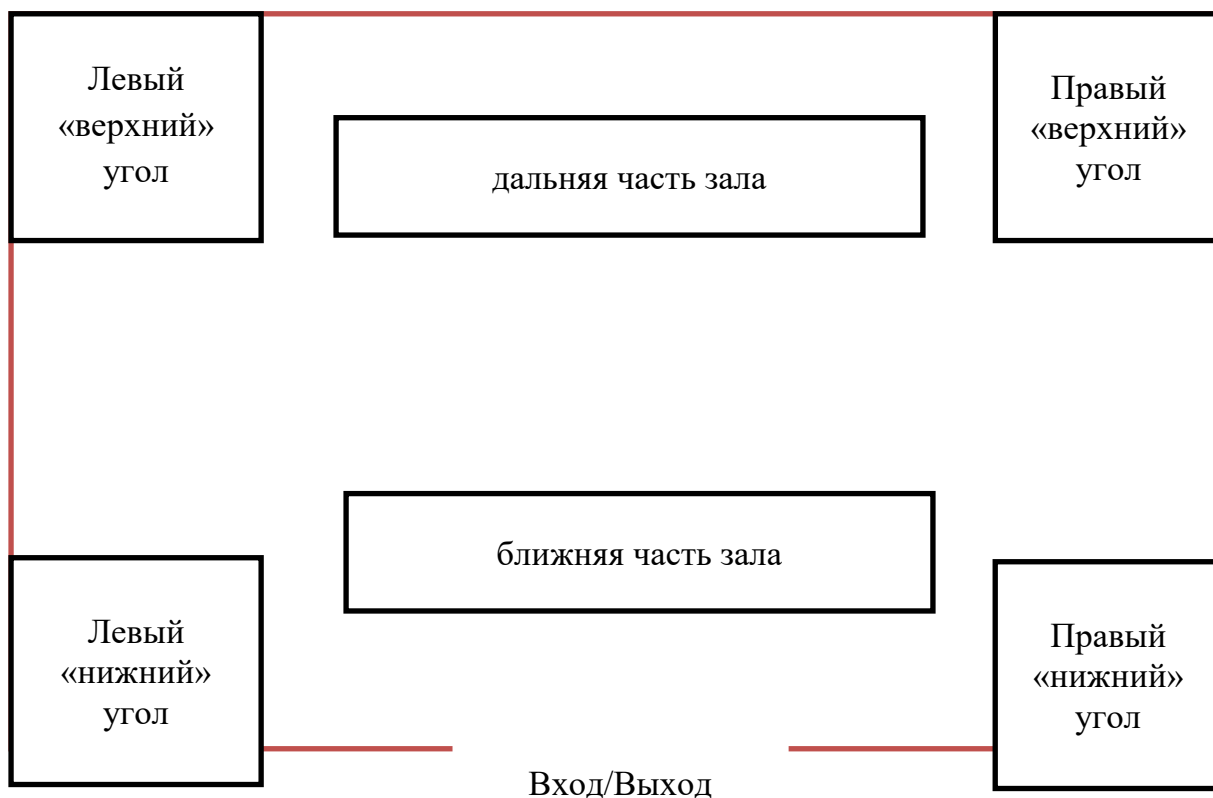 Левый
«верхний»
угол
Правый
«верхний»
угол
дальняя часть зала
ближняя часть зала
Левый
«нижний»
угол
Правый
«нижний»
угол
Вход/Выход